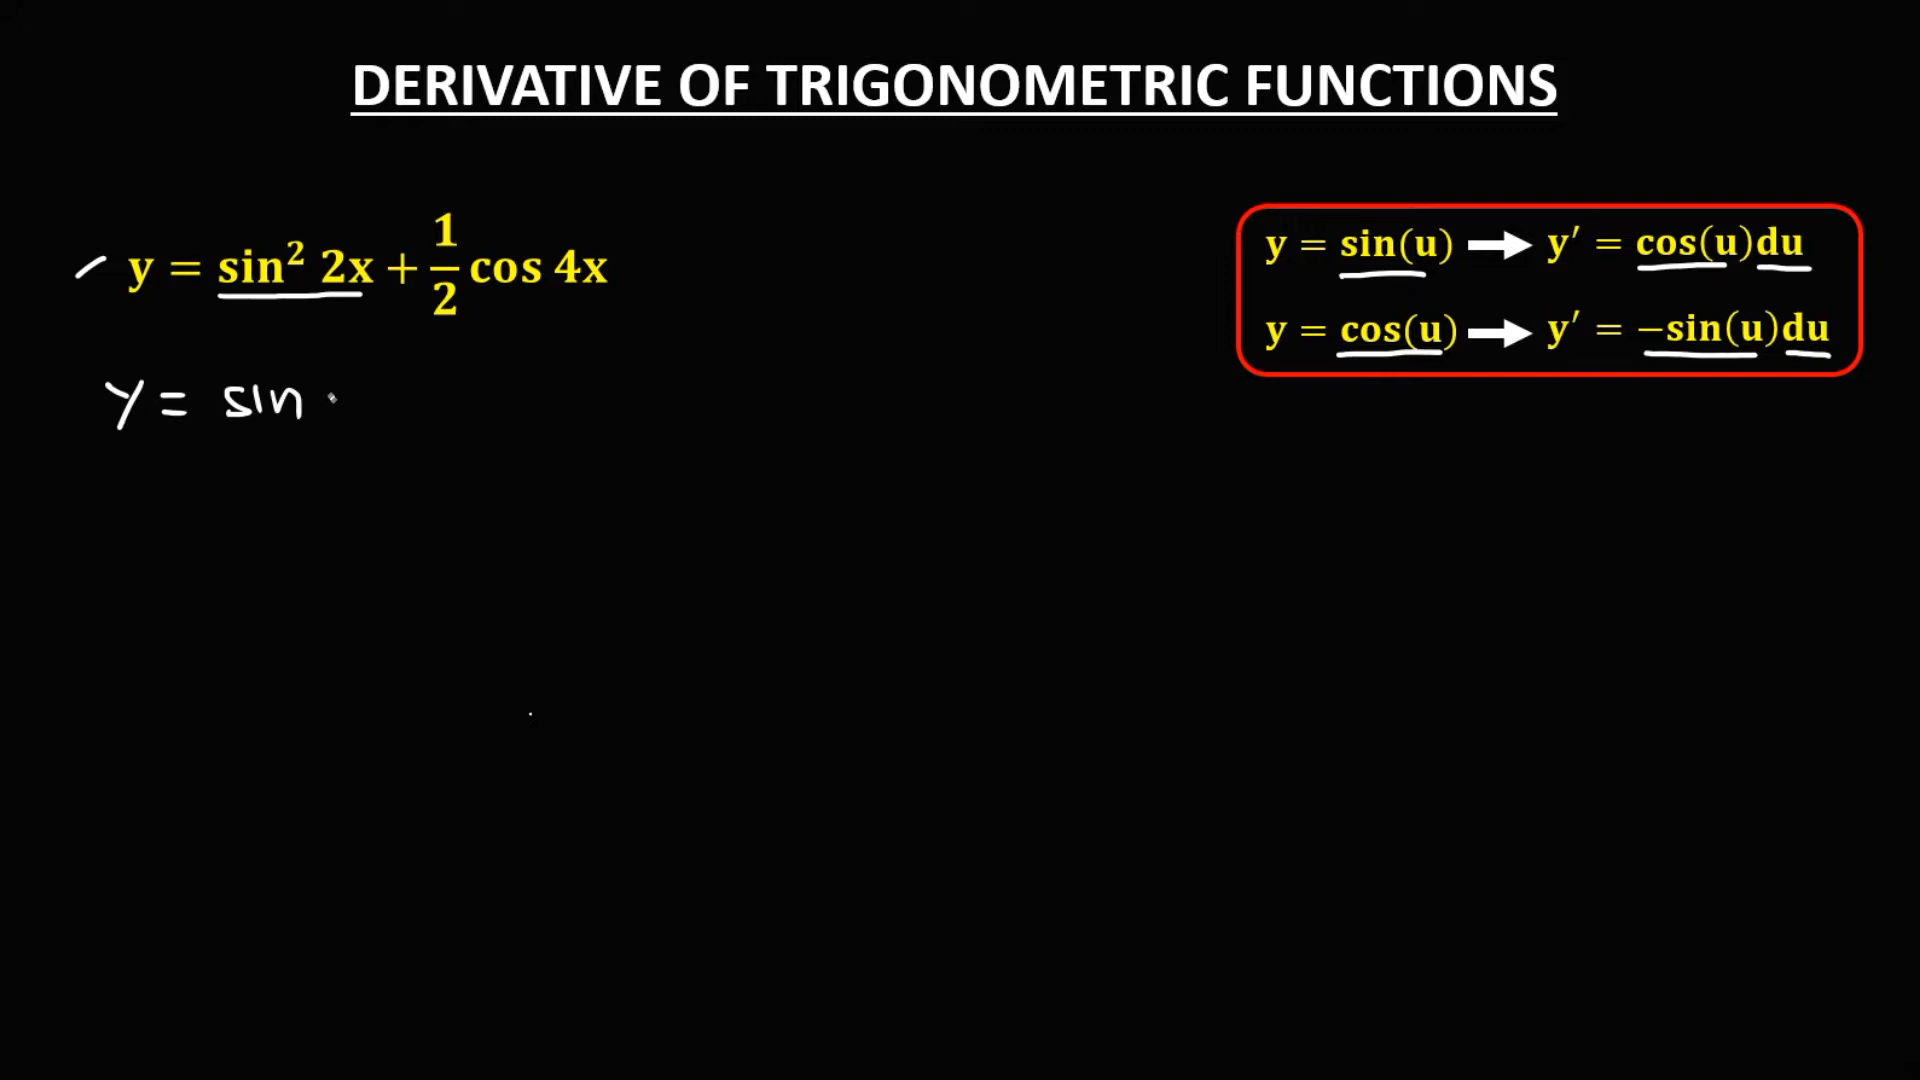 DERIVATIVE OF TRIGONOMETRIC FUNCTIONS
y = sin² 2x + 1/2 cos 4x
y = sin(u) → y′ = cos(u)du
y = cos(u) → y′ = −sin(u)du
y = sin